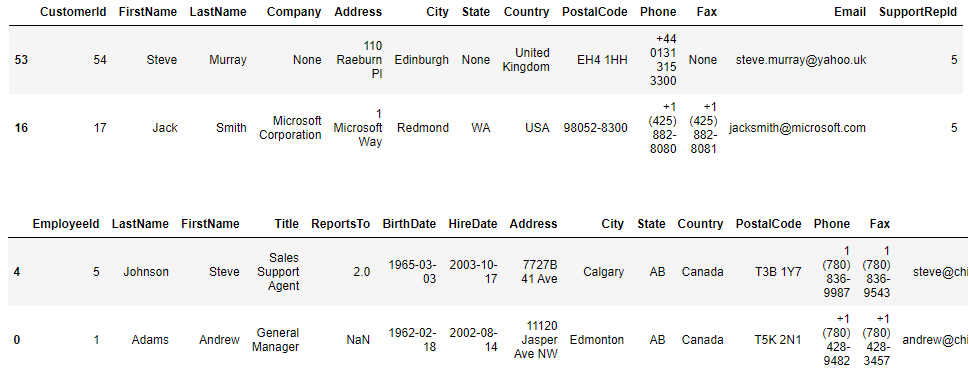 CustomerId FirstName LastName Company Address City State Country PostalCode Phone Fax Email SupportRepId
53 54 Steve Murray None 110 Raeburn Pl Edinburgh None United Kingdom EH4 1HH +44 0131 315 3300 None steve.murray@yahoo.uk 5
16 17 Jack Smith Microsoft Corporation 1 Microsoft Way Redmond WA USA 98052-8300 +1 (425) 882-8080 +1 (425) 882-8081 jacksmith@microsoft.com 5
EmployeeId LastName FirstName Title ReportsTo BirthDate HireDate Address City State Country PostalCode Phone Fax
4 5 Johnson Steve Sales Support Agent 2.0 1965-03-03 2003-10-17 7727B 41 Ave Calgary AB Canada T3B 1Y7 1 (780) 836-9987 1 (780) 836-9543 steve@chi
0 1 Adams Andrew General Manager NaN 1962-02-18 2002-08-14 11120 Jasper Ave NW Edmonton AB Canada T5K 2N1 +1 (780) 428-9482 +1 (780) 428-3457 andrew@chi